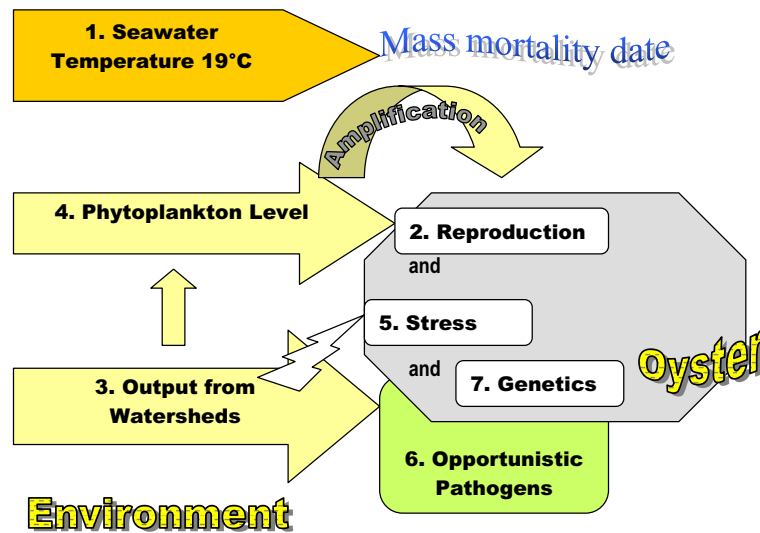 1. Seawater
Temperature 19°C
Mass mortality date
Amplification
4. Phytoplankton Level
2. Reproduction
and
5. Stress
and
7. Genetics
Oyster
3. Output from
Watersheds
6. Opportunistic
Pathogens
Environment